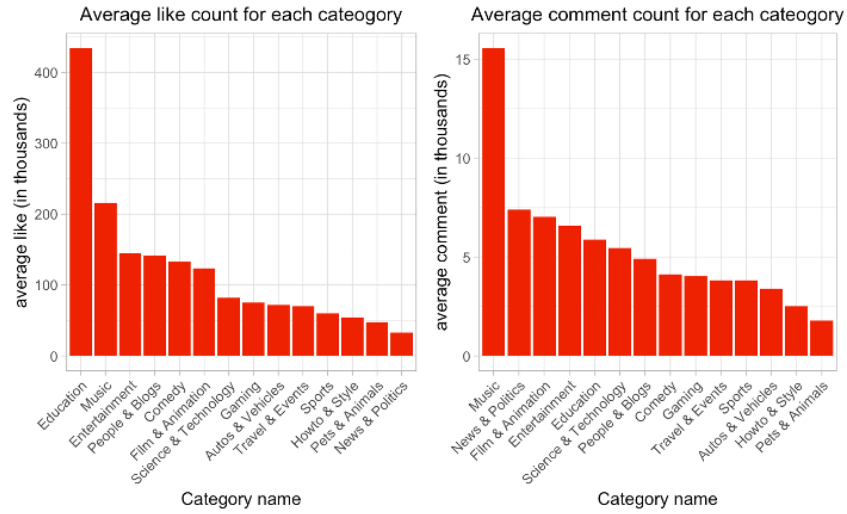 Average like count for each cateogory
average like (in thousands)
400
300
200
100
0
Education
Music
Entertainment
People & Blogs
Comedy
Film & Animation
Science & Technology
Gaming
Autos & Vehicles
Travel & Events
Sports
Howto & Style
Pets & Animals
News & Politics
Category name
Average comment count for each cateogory
average comment (in thousands)
15
10
5
0
Music
News & Politics
Film & Animation
Entertainment
Education
Science & Technology
People & Blogs
Comedy
Gaming
Travel & Events
Sports
Autos & Vehicles
Howto & Style
Pets & Animals
Category name